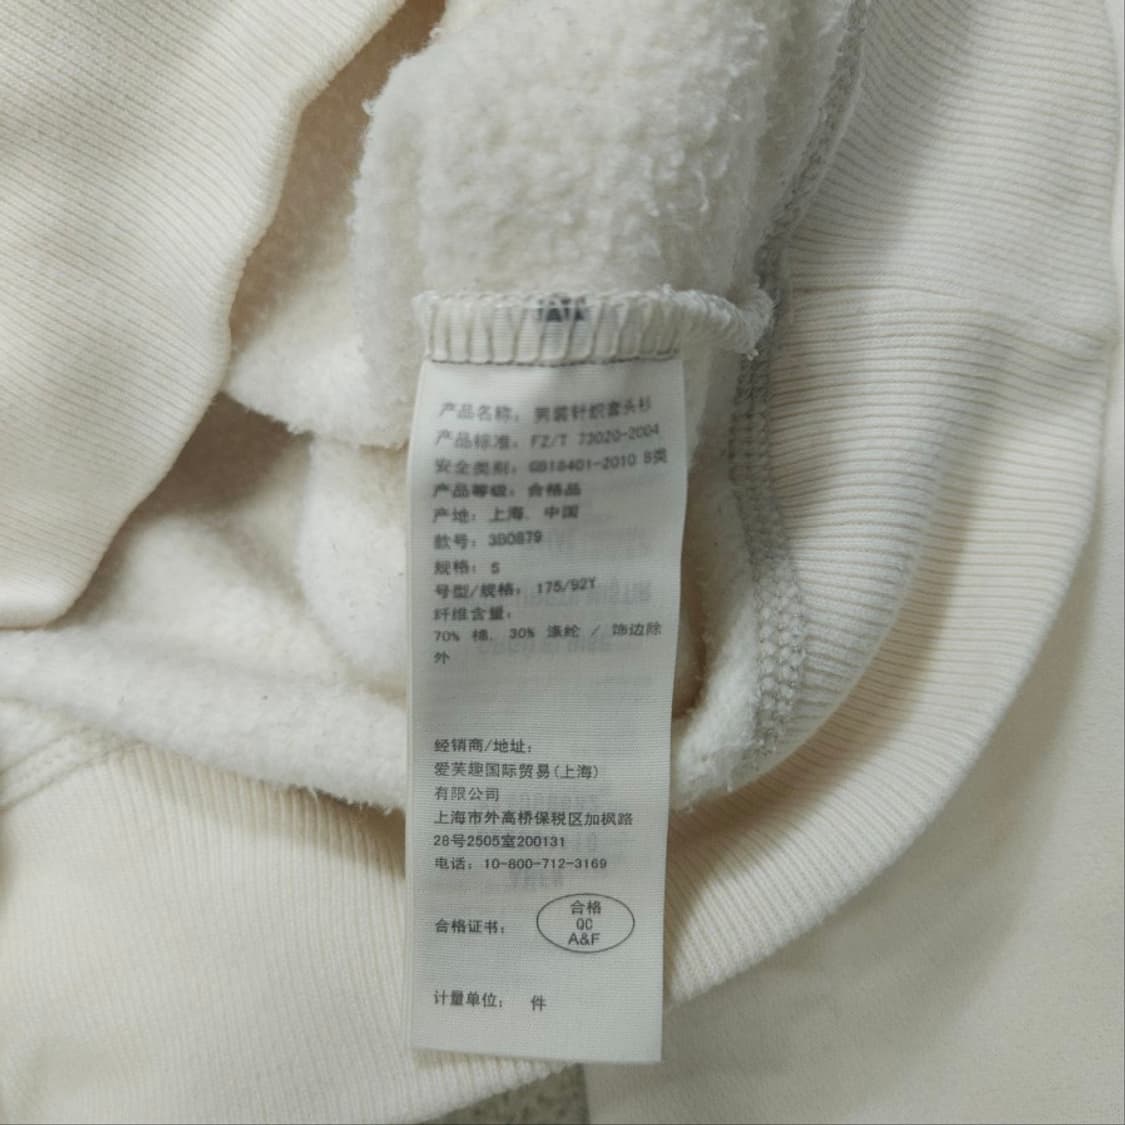 产品名称: 男装针织套头衫
产品标准: FZ/T 73020-2004
安全类别: GB18401-2010 B类
产品等级: 合格品
产地: 上海, 中国
款号: 3B0879
规格: S
号型/规格: 175/92Y
纤维含量:
70% 棉, 30% 涤纶 / 饰边除
外
经销商/地址:
爱芙趣国际贸易(上海)
有限公司
上海市外高桥保税区加枫路
28号2505室200131
电话: 10-800-712-3169
合格证书:
合格
QC
A&F
计量单位: 件